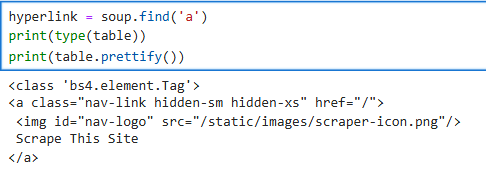 hyperlink = soup.find('a')
print(type(table))
print(table.prettify())
<class 'bs4.element.Tag'>
<a class="nav-link hidden-sm hidden-xs" href="/">
 <img id="nav-logo" src="/static/images/scraper-icon.png"/>
 Scrape This Site
</a>